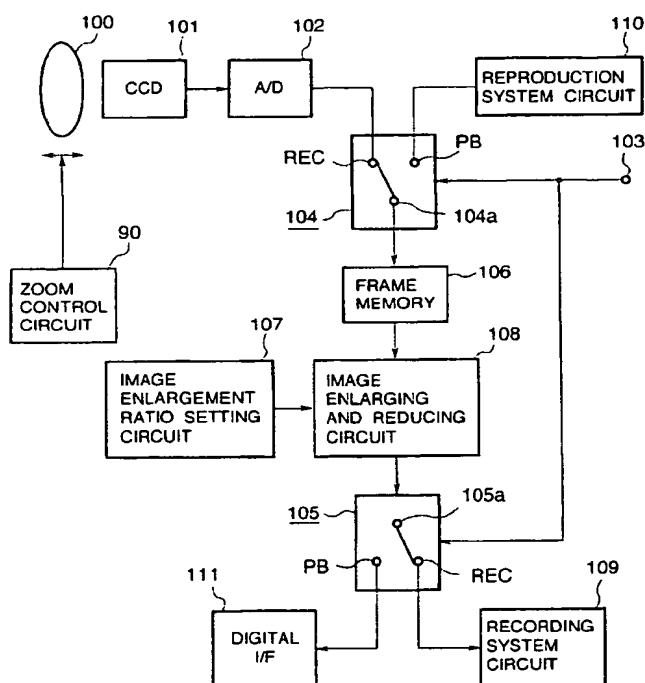 100
101
102
110
CCD
A/D
REPRODUCTION
SYSTEM CIRCUIT
REC
PB
103
104
104a
90
ZOOM
CONTROL
CIRCUIT
FRAME
MEMORY
106
107
108
IMAGE
ENLARGEMENT
RATIO SETTING
CIRCUIT
IMAGE
ENLARGING
AND REDUCING
CIRCUIT
105
105a
PB
REC
111
109
DIGITAL
I/F
RECORDING
SYSTEM
CIRCUIT